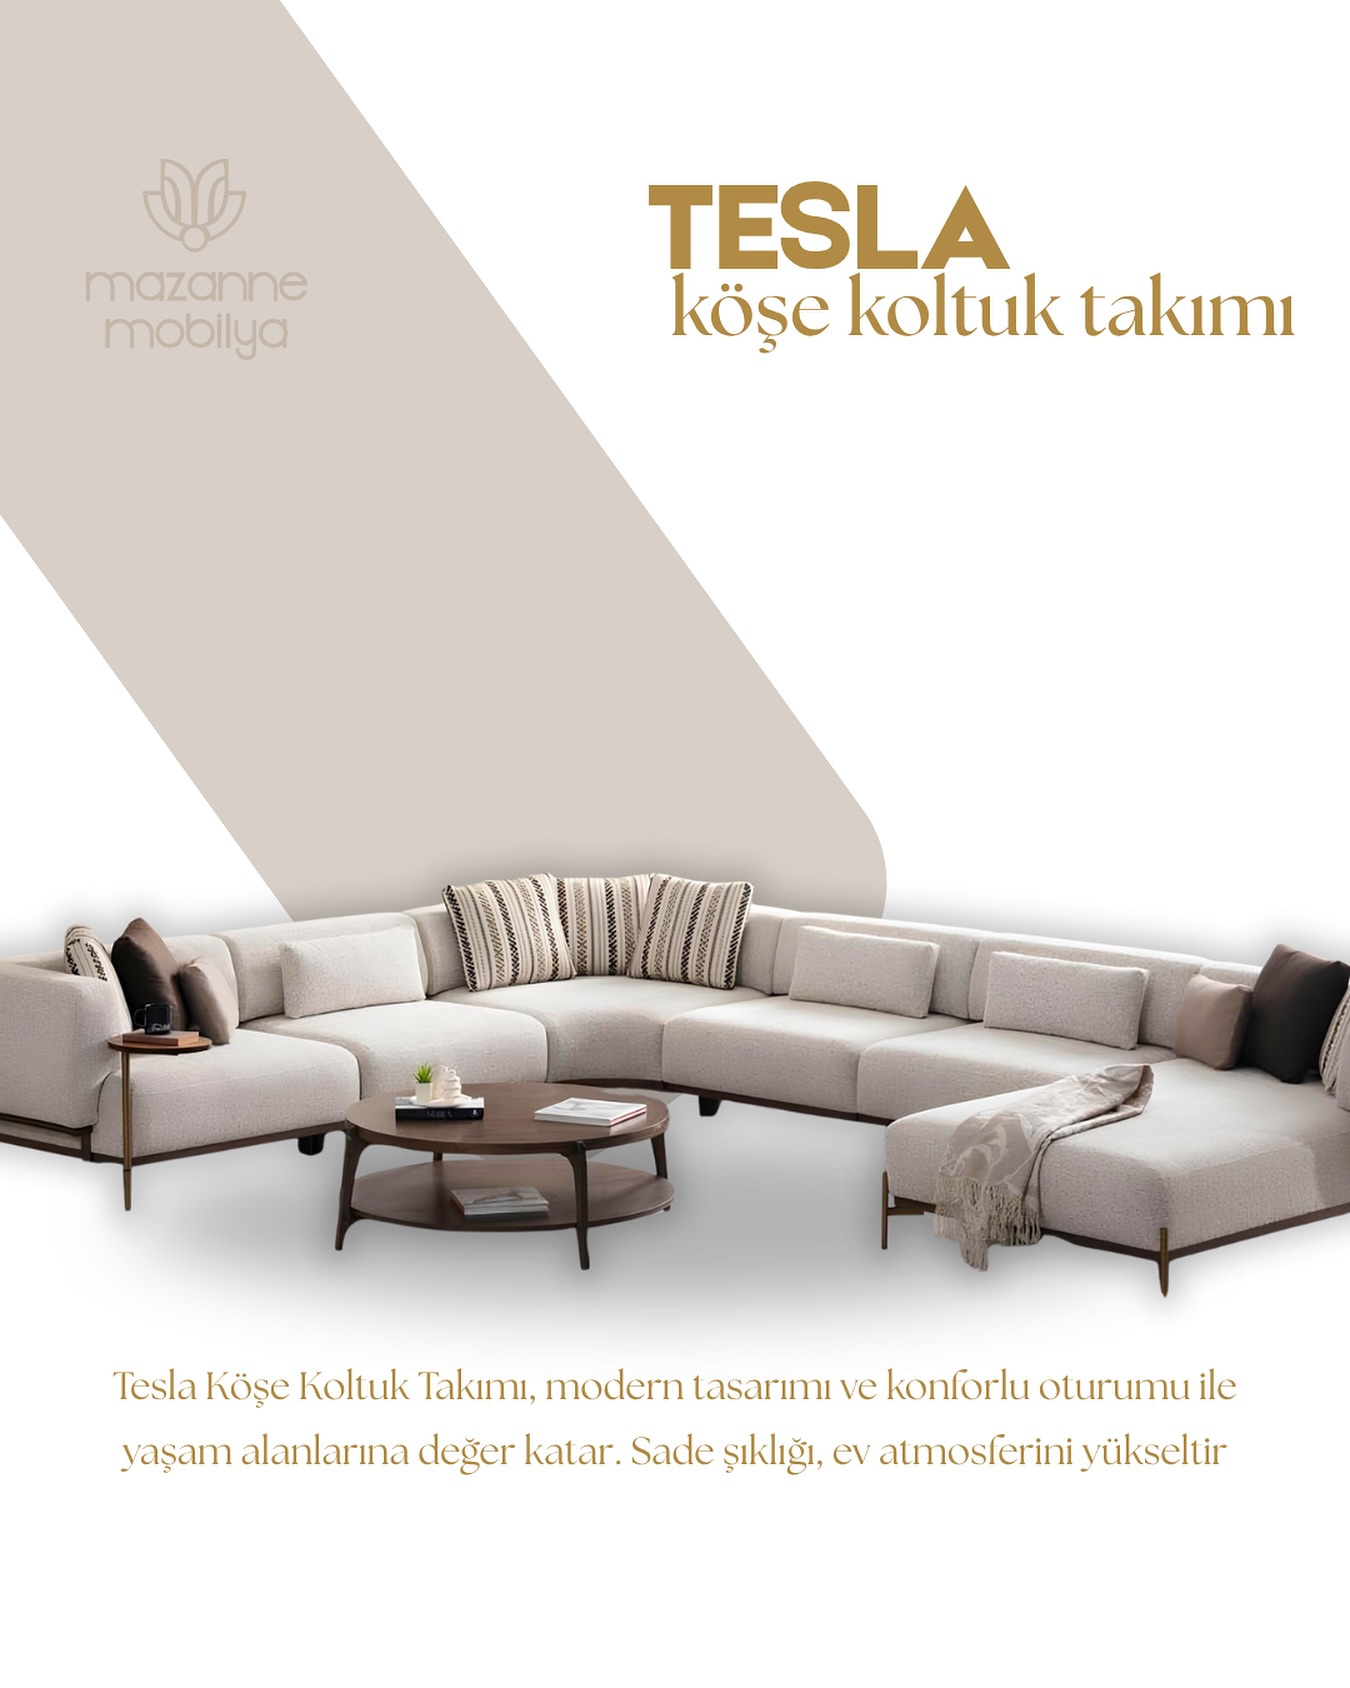 mazanne
mobilya
TESLA
köşe koltuk takımı
Tesla Köşe Koltuk Takımı, modern tasarımı ve konforlu oturumu ile
yaşam alanlarına değer katar. Sade şıklığı, ev atmosferini yükseltir